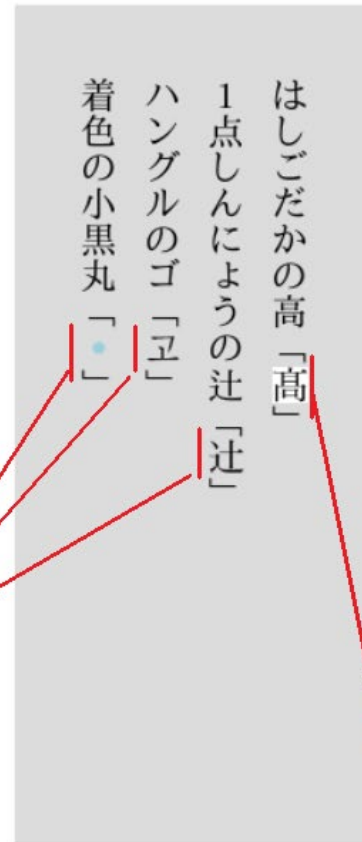 はしごだかの高「髙」
1点しんにょうの辻「辻」
ハングルのゴ「고」
着色の小黒丸「•」